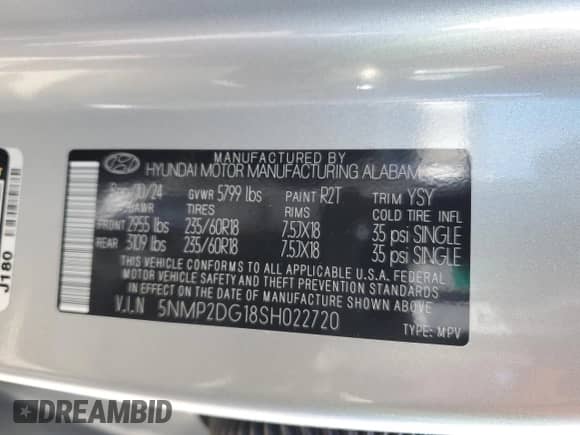 MANUFACTURED BY
HYUNDAI MOTOR MANUFACTURING
10/24 GVWR 5799 lbs PAINT R2T TRIM YSY
GAWR TIRES RIMS COLD TIRE INFL
FRONT 2955 lbs 235/60R18 7.5JX18 35 psi SINGLE
REAR 3109 lbs 235/60R18 7.5JX18 35 psi SINGLE
THIS VEHICLE CONFORMS TO ALL APPLICABLE U.S.A. FEDERAL
MOTOR VEHICLE SAFETY AND THEFT PREVENTION STANDARDS
IN EFFECT ON THE DATE OF MANUFACTURE SHOWN ABOVE.
V.I.N 5NMP2DG18SH022720
TYPE: MPV
J180
DREAMBID